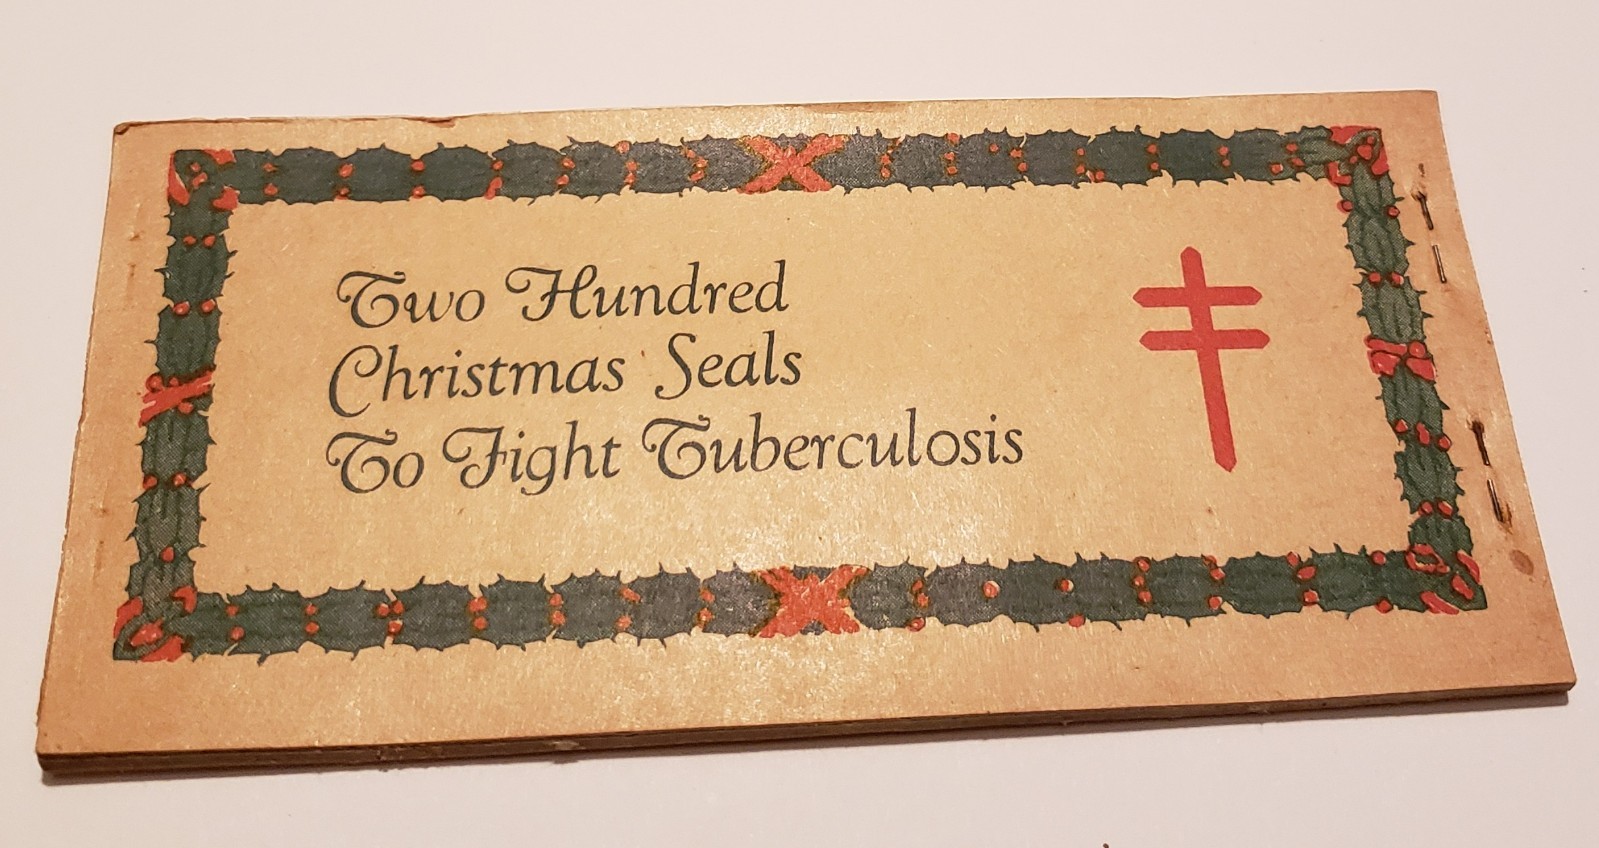 Two Hundred
Christmas Seals
To Fight Tuberculosis